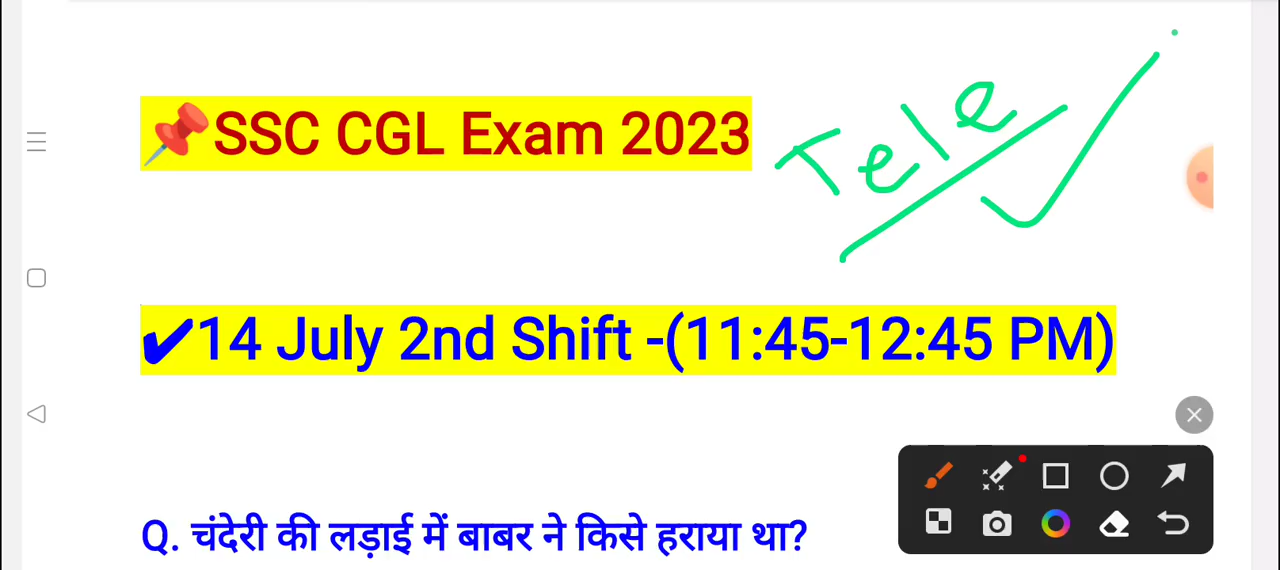 📌SSC CGL Exam 2023
Tele
✔14 July 2nd Shift -(11:45-12:45 PM)
Q. चंदेरी की लड़ाई में बाबर ने किसे हराया था?